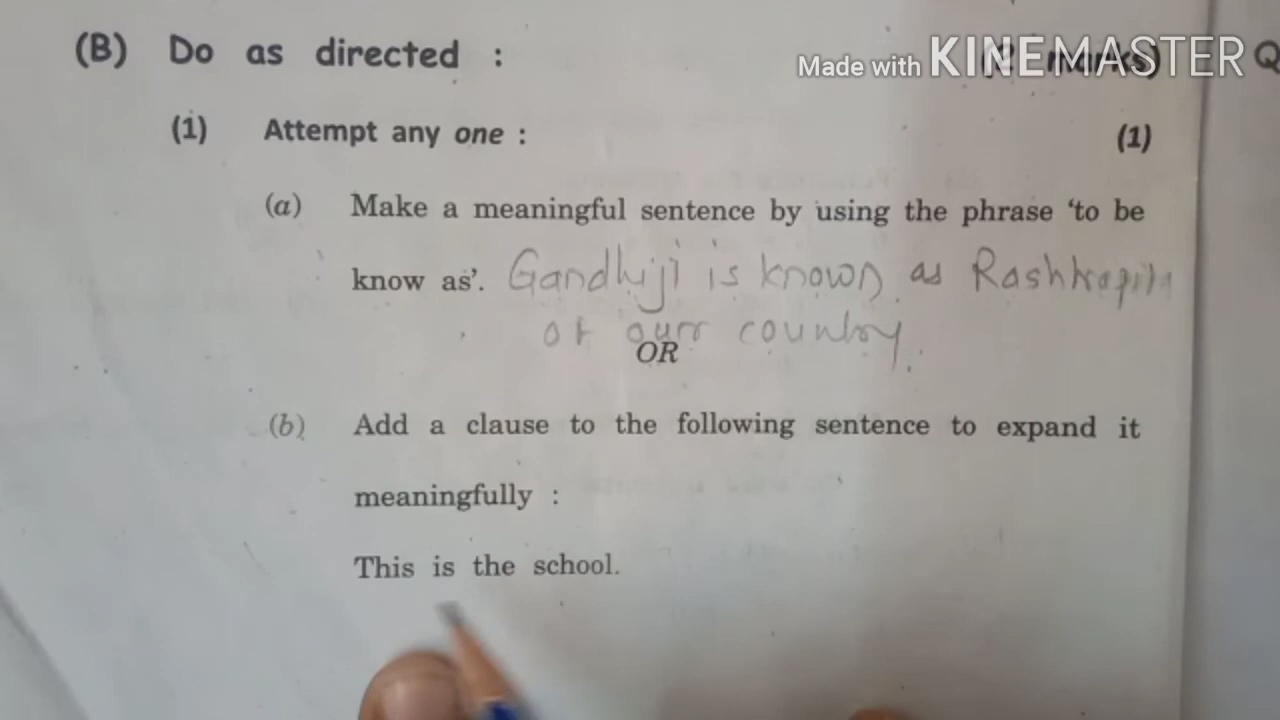 (B) Do as directed : Made with KINEMASTER Q
(1) Attempt any one : (1)
(a) Make a meaningful sentence by using the phrase 'to be
know as'. Gandhiji is known as Rashtrapita
of our country.
OR
(b) Add a clause to the following sentence to expand it
meaningfully :
This is the school.